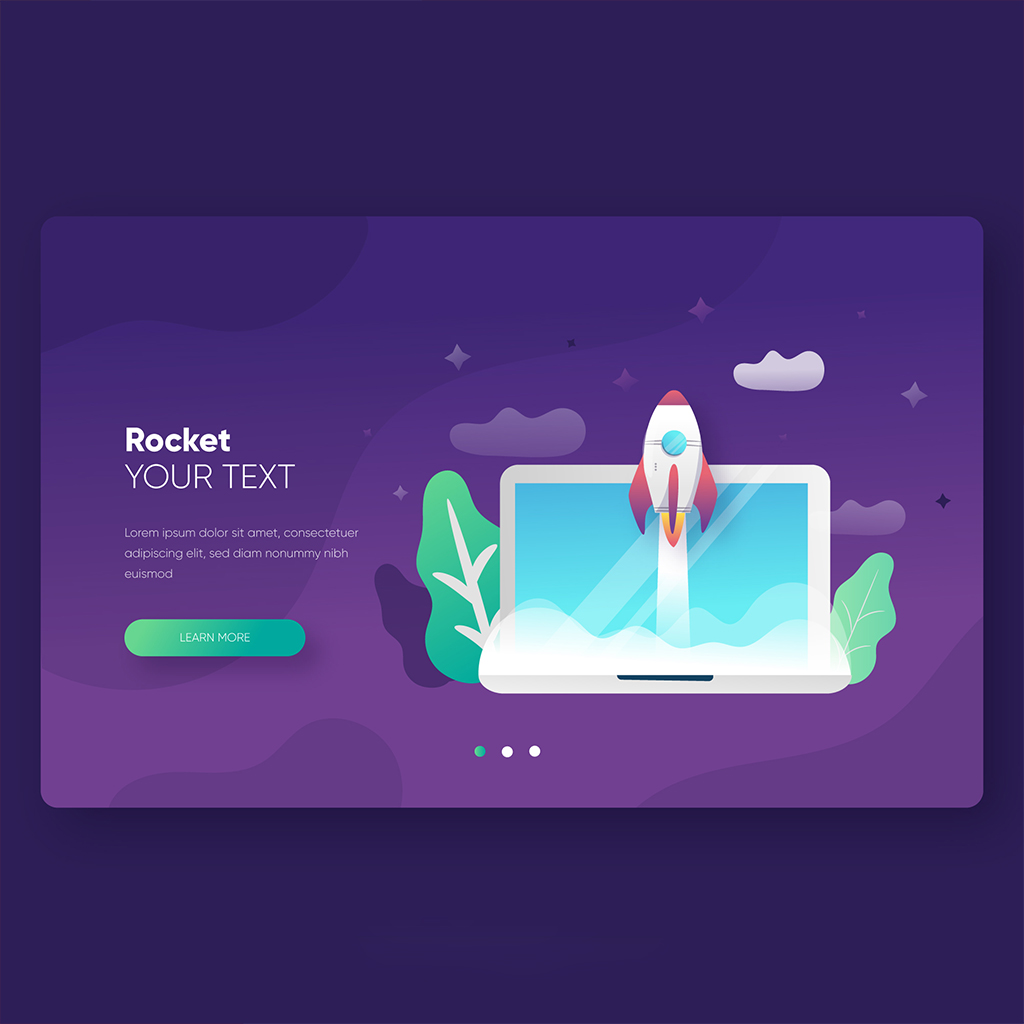 Rocket
YOUR TEXT
Lorem ipsum dolor sit amet, consectetuer
adipiscing elit, sed diam nonummy nibh
euismod
LEARN MORE